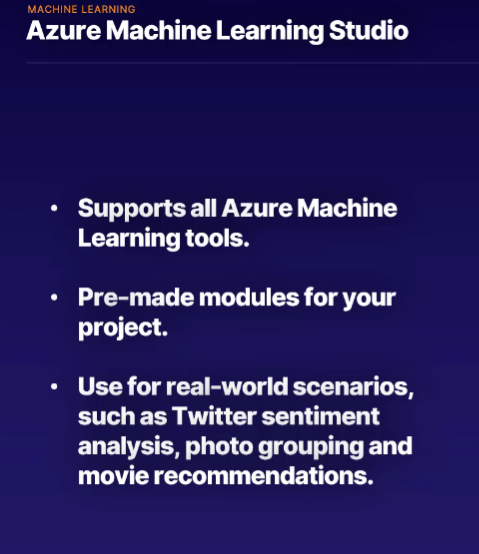 MACHINE LEARNING
Azure Machine Learning Studio
• Supports all Azure Machine
Learning tools.
• Pre-made modules for your
project.
• Use for real-world scenarios,
such as Twitter sentiment
analysis, photo grouping and
movie recommendations.